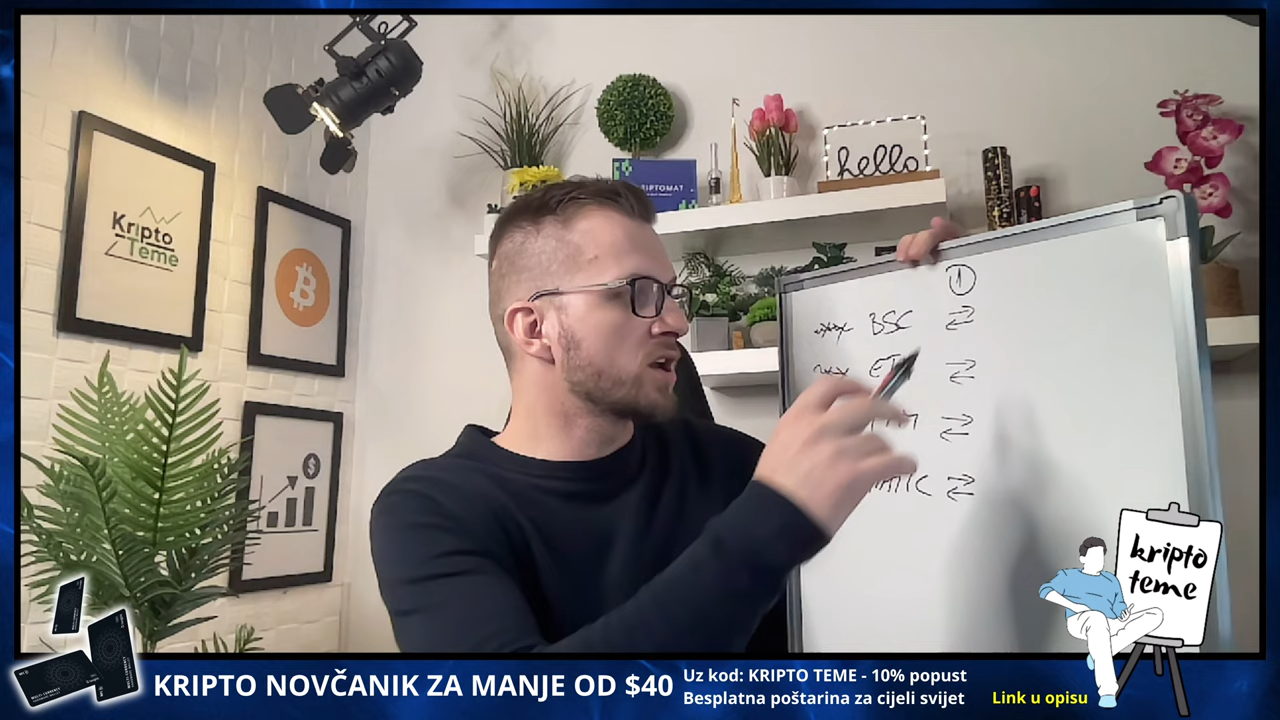 Kripto
Teme
KRIPTOMAT
hello
1
BSC
kripto
teme
KRIPTO NOVČANIK ZA MANJE OD $40
Uz kod: KRIPTO TEME - 10% popust
Besplatna poštarina za cijeli svijet
Link u opisu